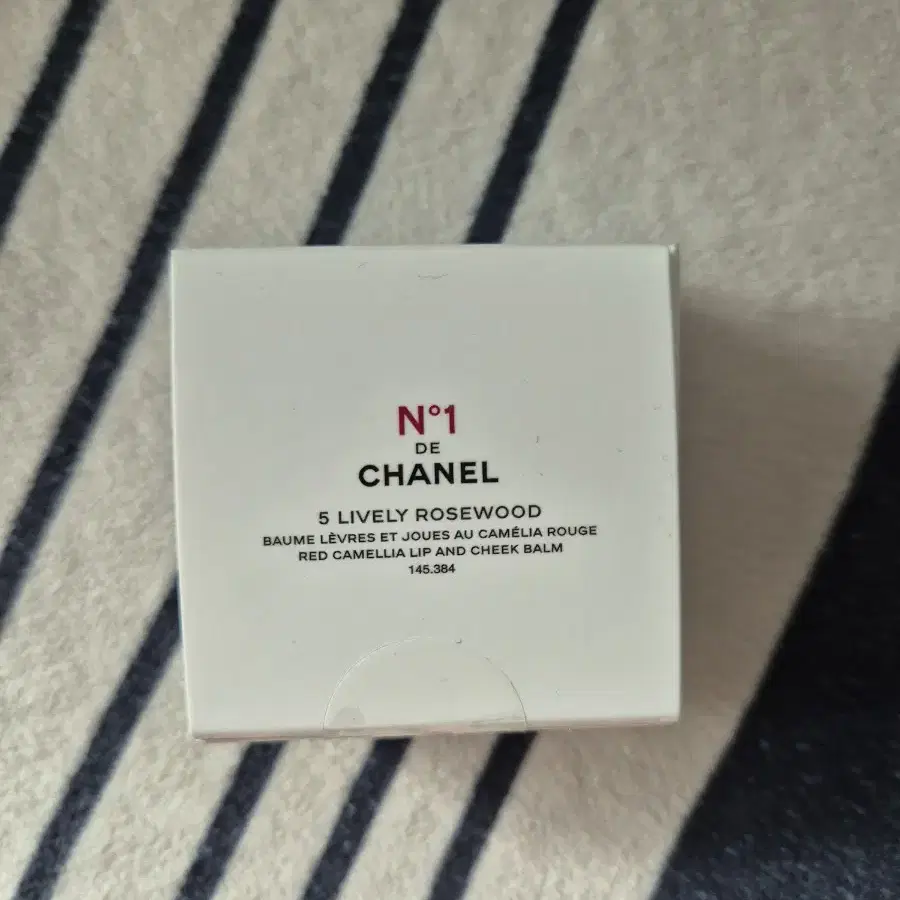 N°1
DE
CHANEL
5 LIVELY ROSEWOOD
BAUME LÈVRES ET JOUES AU CAMÉLIA ROUGE
RED CAMELLIA LIP AND CHEEK BALM
145.384